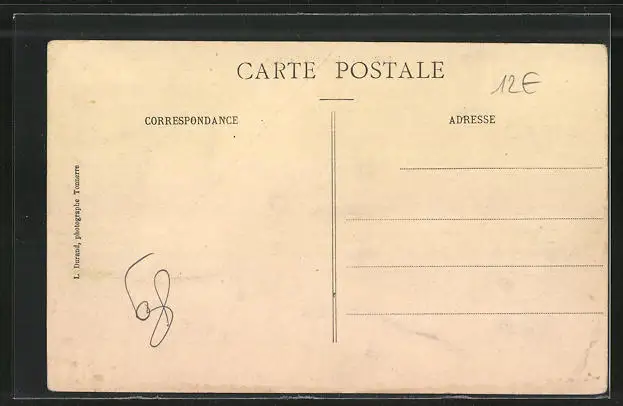 CARTE POSTALE
12€
CORRESPONDANCE
ADRESSE
L. Durand, photographe Tonnerre